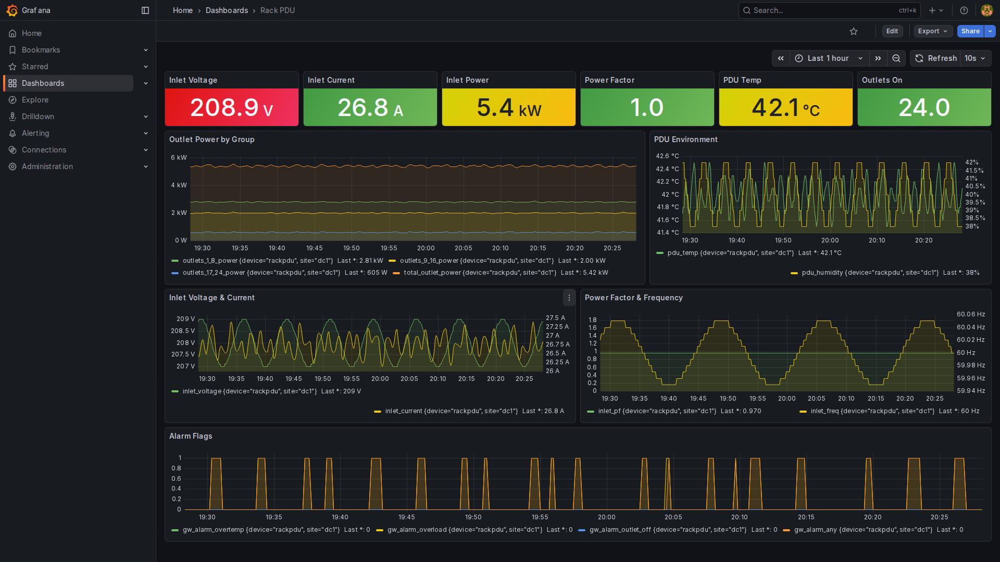 Grafana
Home › Dashboards › Rack PDU
Search...
ctrl+k
Home
Bookmarks
Starred
Dashboards
Explore
Drilldown
Alerting
Connections
Administration
Edit
Export
Share
Last 1 hour
Refresh
10s
Inlet Voltage
208.9 V
Inlet Current
26.8 A
Inlet Power
5.4 kW
Power Factor
1.0
PDU Temp
42.1 °C
Outlets On
24.0
Outlet Power by Group
6 kW
4 kW
2 kW
0 W
19:30 19:35 19:40 19:45 19:50 19:55 20:00 20:05 20:10 20:15 20:20 20:25
outlets_1_8_power {device="rackpdu", site="dc1"} Last *: 2.81 kW
outlets_9_16_power {device="rackpdu", site="dc1"} Last *: 2.00 kW
outlets_17_24_power {device="rackpdu", site="dc1"} Last *: 605 W
total_outlet_power {device="rackpdu", site="dc1"} Last *: 5.42 kW
PDU Environment
42.6 °C
42.4 °C
42.2 °C
42 °C
41.8 °C
41.6 °C
41.4 °C
42%
41.5%
41%
40.5%
40%
39.5%
39%
38.5%
38%
19:30 19:40 19:50 20:00 20:10 20:20
pdu_temp {device="rackpdu", site="dc1"} Last *: 42.1 °C
pdu_humidity {device="rackpdu", site="dc1"} Last *: 38%
Inlet Voltage & Current
209 V
208.5 V
208 V
207.5 V
207 V
27.5 A
27.25 A
27 A
26.75 A
26.5 A
26.25 A
26 A
19:30 19:35 19:40 19:45 19:50 19:55 20:00 20:05 20:10 20:15 20:20 20:25
inlet_voltage {device="rackpdu", site="dc1"} Last *: 209 V
inlet_current {device="rackpdu", site="dc1"} Last *: 26.8 A
Power Factor & Frequency
1.8
1.6
1.4
1.2
1
0.8
0.6
0.4
0.2
0
60.06 Hz
60.04 Hz
60.02 Hz
60 Hz
59.98 Hz
59.96 Hz
59.94 Hz
19:30 19:35 19:40 19:45 19:50 19:55 20:00 20:05 20:10 20:15 20:20 20:25
inlet_pf {device="rackpdu", site="dc1"} Last *: 0.970
inlet_freq {device="rackpdu", site="dc1"} Last *: 60 Hz
Alarm Flags
1
0.8
0.6
0.4
0.2
0
19:30 19:35 19:40 19:45 19:50 19:55 20:00 20:05 20:10 20:15 20:20 20:25
gw_alarm_overtemp {device="rackpdu", site="dc1"} Last *: 0
gw_alarm_overload {device="rackpdu", site="dc1"} Last *: 0
gw_alarm_outlet_off {device="rackpdu", site="dc1"} Last *: 0
gw_alarm_any {device="rackpdu", site="dc1"} Last *: 0